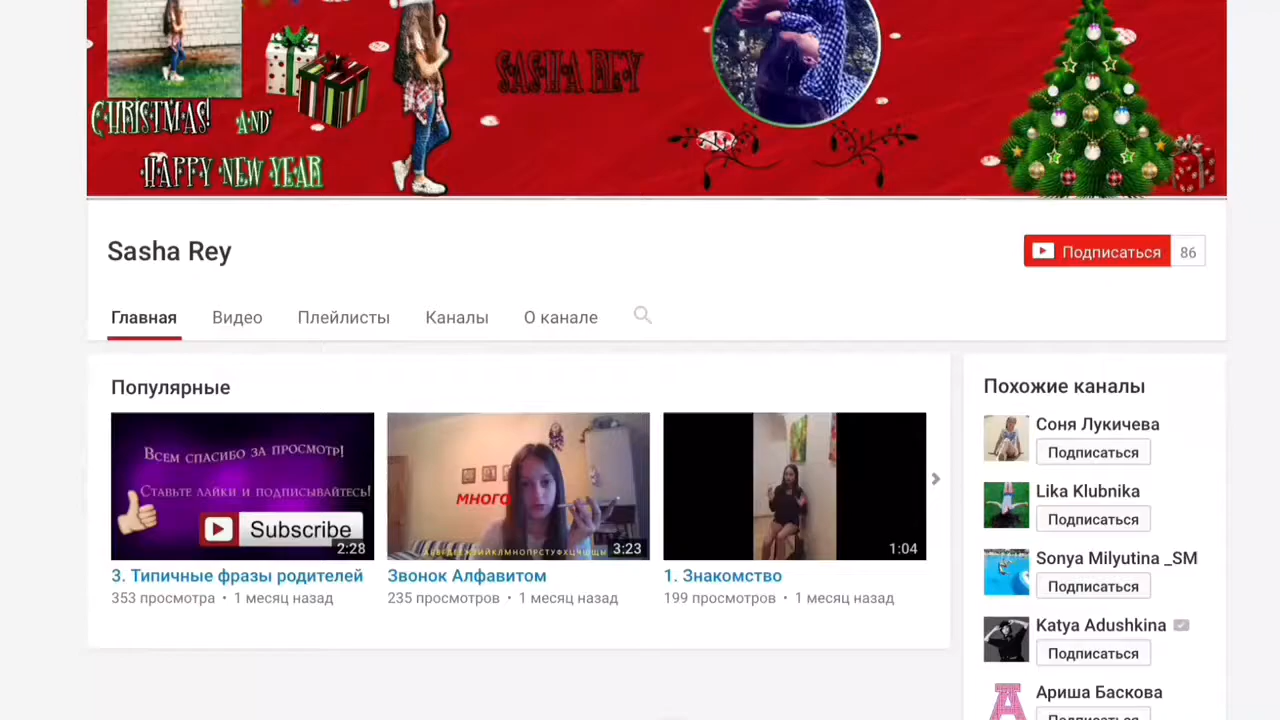 CHRISTMAS! AND
HAPPY NEW YEAR
SASHA REY
Sasha Rey
Подписаться 86
Главная Видео Плейлисты Каналы О канале
Популярные
Всем спасибо за просмотр!
Ставьте лайки и подписывайтесь!
Subscribe
2:28
3. Типичные фразы родителей
353 просмотра • 1 месяц назад
МНОГО
3:23
Звонок Алфавитом
235 просмотров • 1 месяц назад
1:04
1. Знакомство
199 просмотров • 1 месяц назад
Похожие каналы
Соня Лукичева
Подписаться
Lika Klubnika
Подписаться
Sonya Milyutina _SM
Подписаться
Katya Adushkina
Подписаться
Ариша Баскова
Подписаться